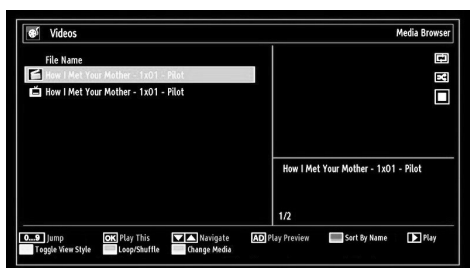 Videos
Media Browser
File Name
How I Met Your Mother - 1x01 - Pilot
How I Met Your Mother - 1x01 - Pilot
How I Met Your Mother - 1x01 - Pilot
1/2
0...9 Jump OK Play This Navigate AD Play Preview Sort By Name Play
Toggle View Style Loop/Shuffle Change Media